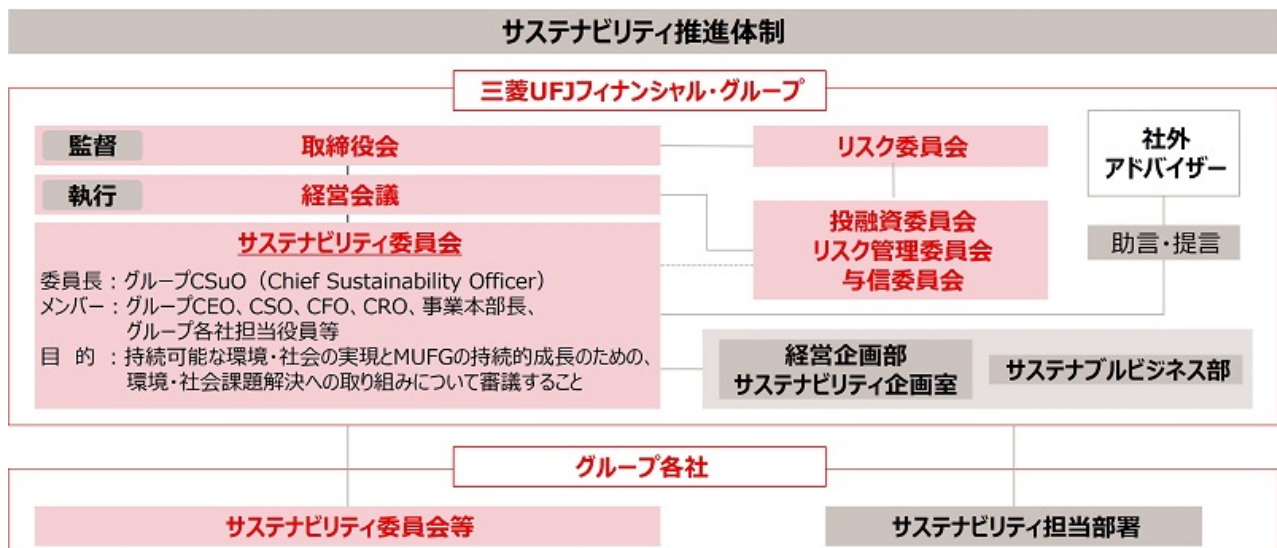 サステナビリティ推進体制
三菱UFJフィナンシャル・グループ
監督
取締役会
リスク委員会
社外
アドバイザー
執行
経営会議
投融資委員会
リスク管理委員会
与信委員会
助言・提言
サステナビリティ委員会
委員長：グループCSuO（Chief Sustainability Officer）
メンバー：グループCEO、CSO、CFO、CRO、事業本部長、
グループ各社担当役員等
目 的 ：持続可能な環境・社会の実現とMUFGの持続的成長のための、
環境・社会課題解決への取り組みについて審議すること
経営企画部
サステナビリティ企画室
サステナブルビジネス部
グループ各社
サステナビリティ委員会等
サステナビリティ担当部署